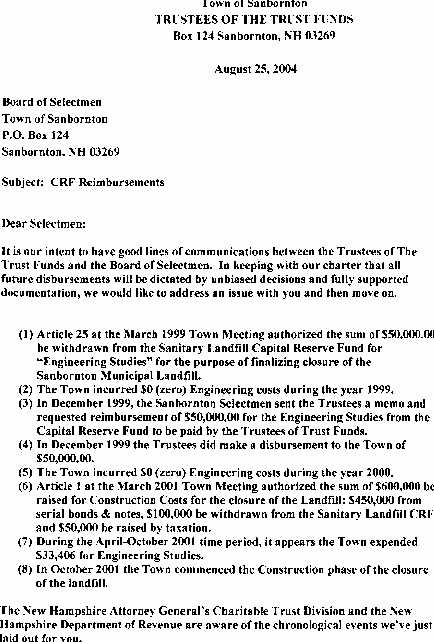 Town of Sanbornton
TRUSTEES OF THE TRUST FUNDS
Box 124 Sanbornton, NH 03269
August 25, 2004
Board of Selectmen
Town of Sanbornton
P.O. Box 124
Sanbornton, NH 03269
Subject: CRF Reimbursements
Dear Selectmen:
It is our intent to have good lines of communications between the Trustees of The
Trust Funds and the Board of Selectmen. In keeping with our charter that all
future disbursements will be dictated by unbiased decisions and fully supported
documentation, we would like to address an issue with you and then move on.
(1) Article 25 at the March 1999 Town Meeting authorized the sum of $50,000.00
be withdrawn from the Sanitary Landfill Capital Reserve Fund for
"Engineering Studies" for the purpose of finalizing closure of the
Sanbornton Municipal Landfill.
(2) The Town incurred $0 (zero) Engineering costs during the year 1999.
(3) In December 1999, the Sanbornton Selectmen sent the Trustees a memo and
requested reimbursement of $50,000.00 for the Engineering Studies from the
Capital Reserve Fund to be paid by the Trustees of Trust Funds.
(4) In December 1999 the Trustees did make a disbursement to the Town of
$50,000.00.
(5) The Town incurred $0 (zero) Engineering costs during the year 2000.
(6) Article 1 at the March 2001 Town Meeting authorized the sum of $600,000 be
raised for Construction Costs for the closure of the Landfill: $450,000 from
serial bonds & notes, $100,000 be withdrawn from the Sanitary Landfill CRF
and $50,000 be raised by taxation.
(7) During the April-October 2001 time period, it appears the Town expended
$33,406 for Engineering Studies.
(8) In October 2001 the Town commenced the Construction phase of the closure
of the landfill.
The New Hampshire Attorney General's Charitable Trust Division and the New
Hampshire Department of Revenue are aware of the chronological events we've just
laid out for you.